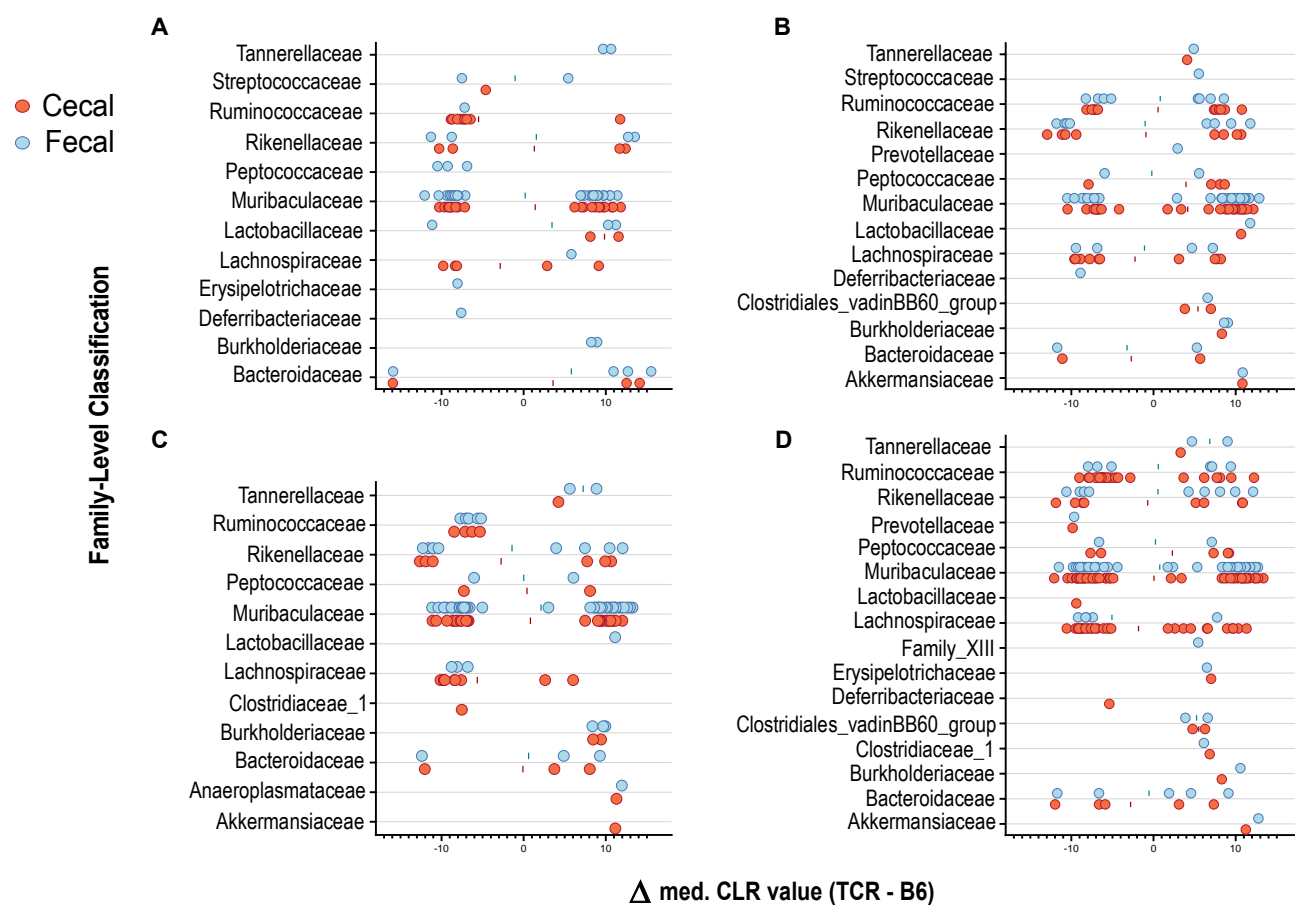 Cecal
Fecal
Family-Level Classification
A
Tannerellaceae
Streptococcaceae
Ruminococcaceae
Rikenellaceae
Peptococcaceae
Muribaculaceae
Lactobacillaceae
Lachnospiraceae
Erysipelotrichaceae
Deferribacteriaceae
Burkholderiaceae
Bacteroidaceae
-10 0 10
B
Tannerellaceae
Streptococcaceae
Ruminococcaceae
Rikenellaceae
Prevotellaceae
Peptococcaceae
Muribaculaceae
Lactobacillaceae
Lachnospiraceae
Deferribacteriaceae
Clostridiales_vadinBB60_group
Burkholderiaceae
Bacteroidaceae
Akkermansiaceae
-10 0 10
C
Tannerellaceae
Ruminococcaceae
Rikenellaceae
Peptococcaceae
Muribaculaceae
Lactobacillaceae
Lachnospiraceae
Clostridiaceae_1
Burkholderiaceae
Bacteroidaceae
Anaeroplasmataceae
Akkermansiaceae
-10 0 10
D
Tannerellaceae
Ruminococcaceae
Rikenellaceae
Prevotellaceae
Peptococcaceae
Muribaculaceae
Lactobacillaceae
Lachnospiraceae
Family_XIII
Erysipelotrichaceae
Deferribacteriaceae
Clostridiales_vadinBB60_group
Clostridiaceae_1
Burkholderiaceae
Bacteroidaceae
Akkermansiaceae
-10 0 10
Δ med. CLR value (TCR - B6)